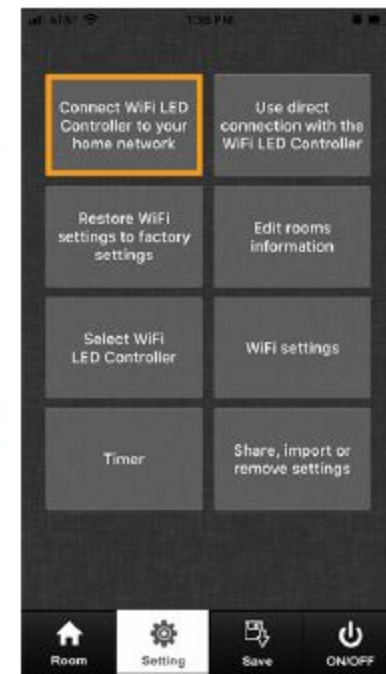 AT&T
1:35 PM
Connect WiFi LED
Controller to your
home network
Use direct
connection with the
WiFi LED Controller
Restore WiFi
settings to factory
settings
Edit rooms
information
Select WiFi
LED Controller
WiFi settings
Timer
Share, import or
remove settings
Room
Setting
Save
ON/OFF